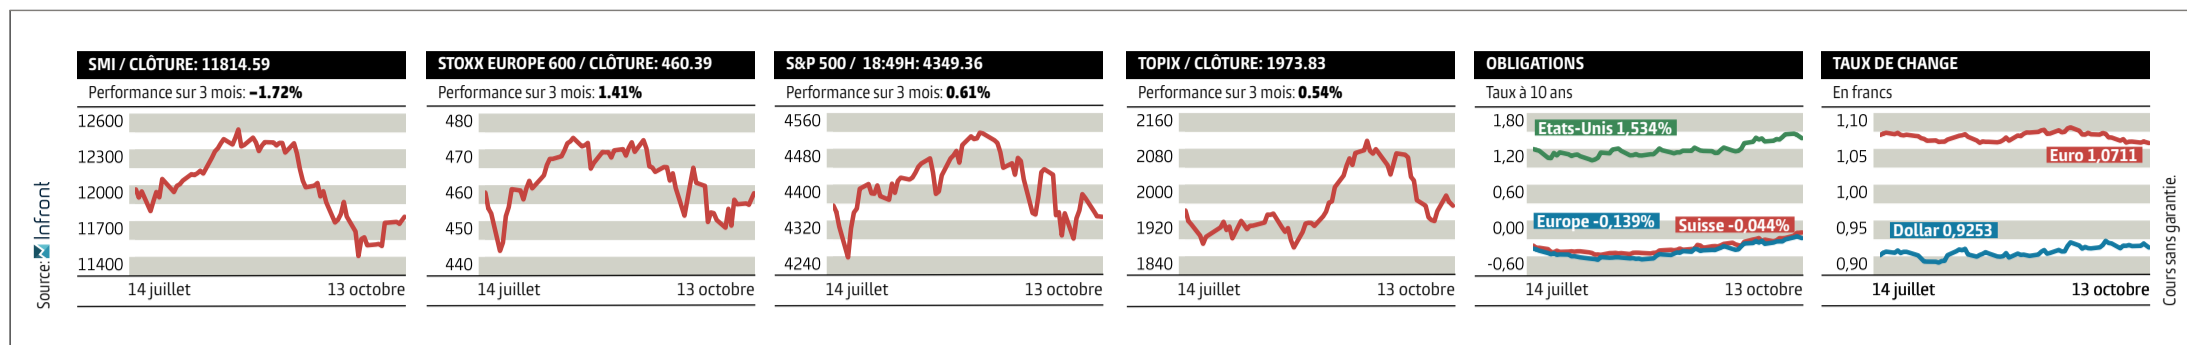 SMI / CLÔTURE: 11814.59
Performance sur 3 mois: –1.72%
12600
12300
12000
11700
11400
14 juillet 13 octobre
STOXX EUROPE 600 / CLÔTURE: 460.39
Performance sur 3 mois: 1.41%
480
470
460
450
440
14 juillet 13 octobre
S&P 500 / 18:49H: 4349.36
Performance sur 3 mois: 0.61%
4560
4480
4400
4320
4240
14 juillet 13 octobre
TOPIX / CLÔTURE: 1973.83
Performance sur 3 mois: 0.54%
2160
2080
2000
1920
1840
14 juillet 13 octobre
OBLIGATIONS
Taux à 10 ans
1,80
Etats-Unis 1,534%
1,20
0,60
Europe -0,139% Suisse -0,044%
0,00
-0,60
14 juillet 13 octobre
TAUX DE CHANGE
En francs
1,10
1,05
Euro 1,0711
1,00
0,95
Dollar 0,9253
0,90
14 juillet 13 octobre
Source: Infront
Cours sans garantie.